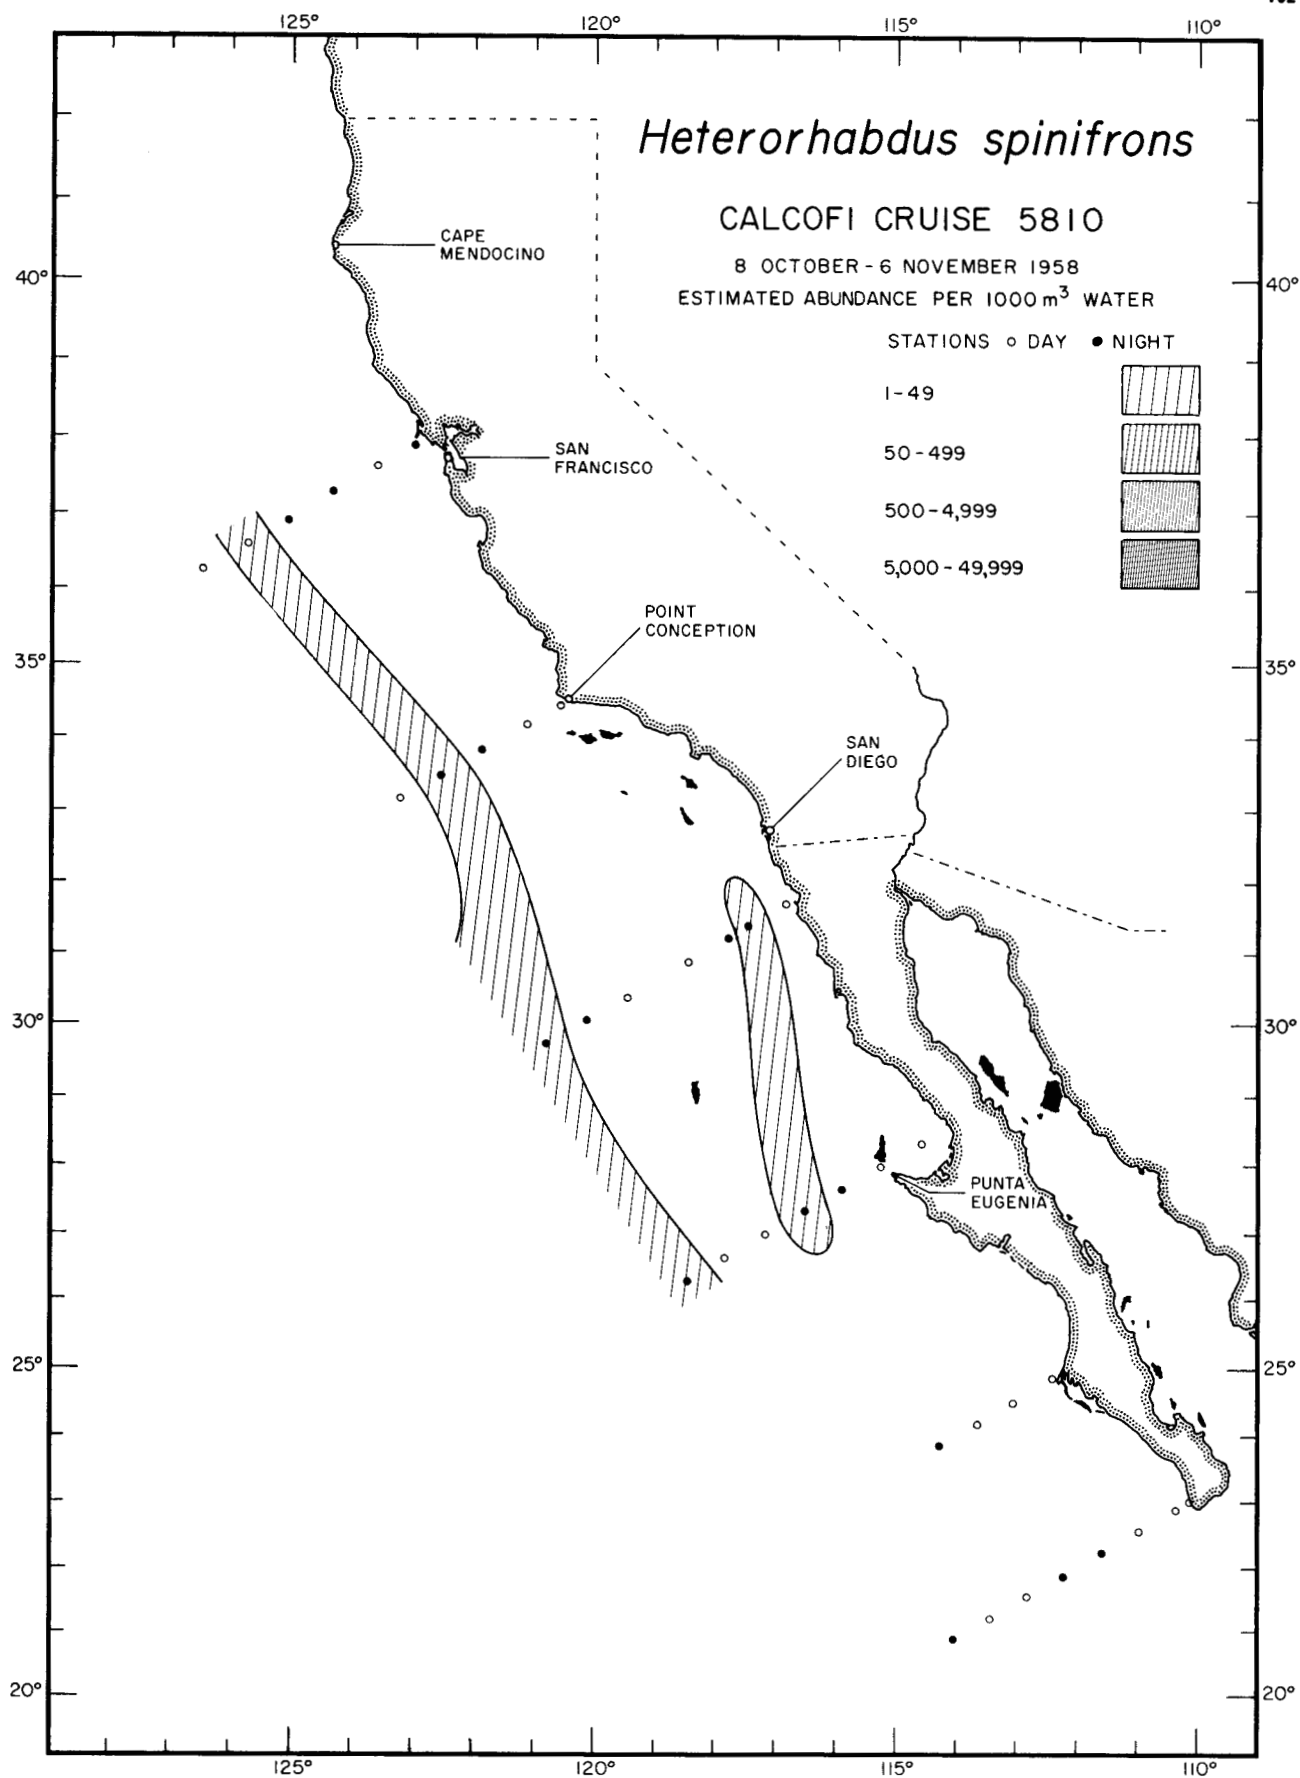 125° 120° 115° 110°
Heterorhabdus spinifrons
CALCOFI CRUISE 5810
8 OCTOBER - 6 NOVEMBER 1958
ESTIMATED ABUNDANCE PER 1000 m³ WATER
STATIONS o DAY ● NIGHT
1-49
50-499
500-4,999
5,000-49,999
CAPE
MENDOCINO
40° 40°
SAN
FRANCISCO
POINT
CONCEPTION
35° 35°
SAN
DIEGO
30° 30°
PUNTA
EUGENIA
25° 25°
20° 20°
125° 120° 115° 110°